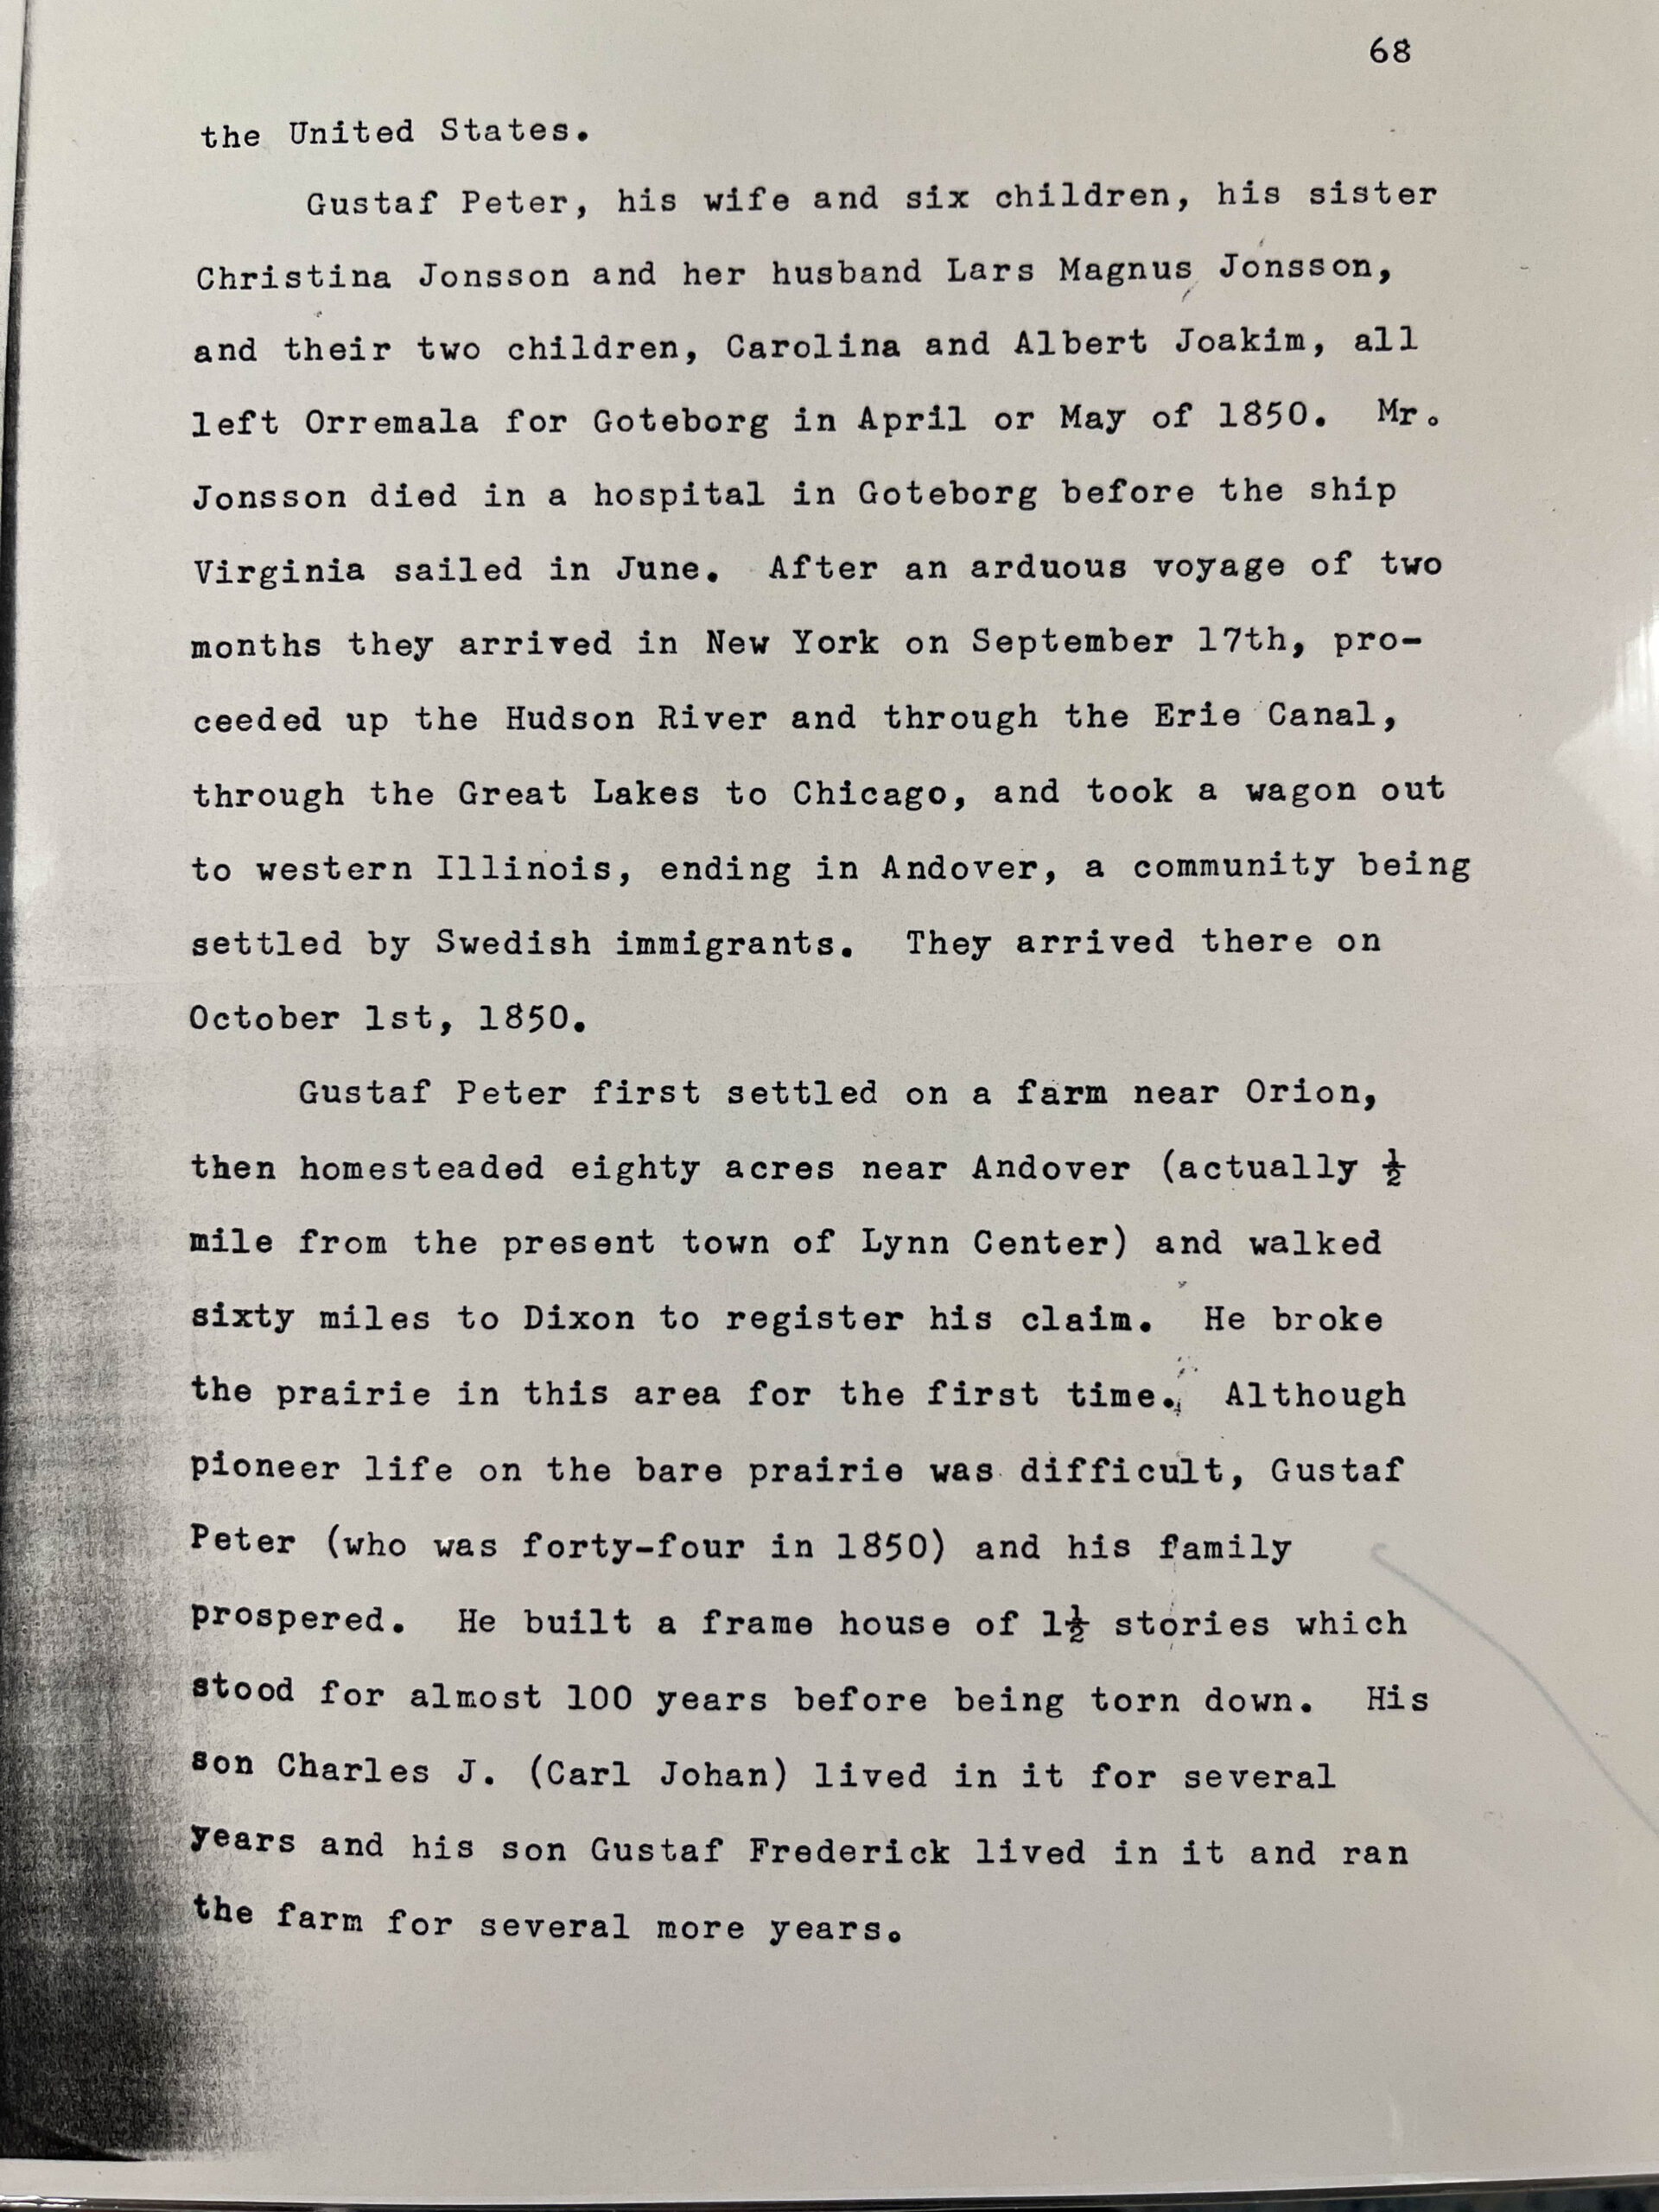 68
the United States.
Gustaf Peter, his wife and six children, his sister
Christina Jonsson and her husband Lars Magnus Jonsson,
and their two children, Carolina and Albert Joakim, all
left Orremala for Goteborg in April or May of 1850. Mr.
Jonsson died in a hospital in Goteborg before the ship
Virginia sailed in June. After an arduous voyage of two
months they arrived in New York on September 17th, pro-
ceeded up the Hudson River and through the Erie Canal,
through the Great Lakes to Chicago, and took a wagon out
to western Illinois, ending in Andover, a community being
settled by Swedish immigrants. They arrived there on
October 1st, 1850.
Gustaf Peter first settled on a farm near Orion,
then homesteaded eighty acres near Andover (actually ½
mile from the present town of Lynn Center) and walked
sixty miles to Dixon to register his claim. He broke
the prairie in this area for the first time. Although
pioneer life on the bare prairie was difficult, Gustaf
Peter (who was forty-four in 1850) and his family
prospered. He built a frame house of 1½ stories which
stood for almost 100 years before being torn down. His
son Charles J. (Carl Johan) lived in it for several
years and his son Gustaf Frederick lived in it and ran
the farm for several more years.